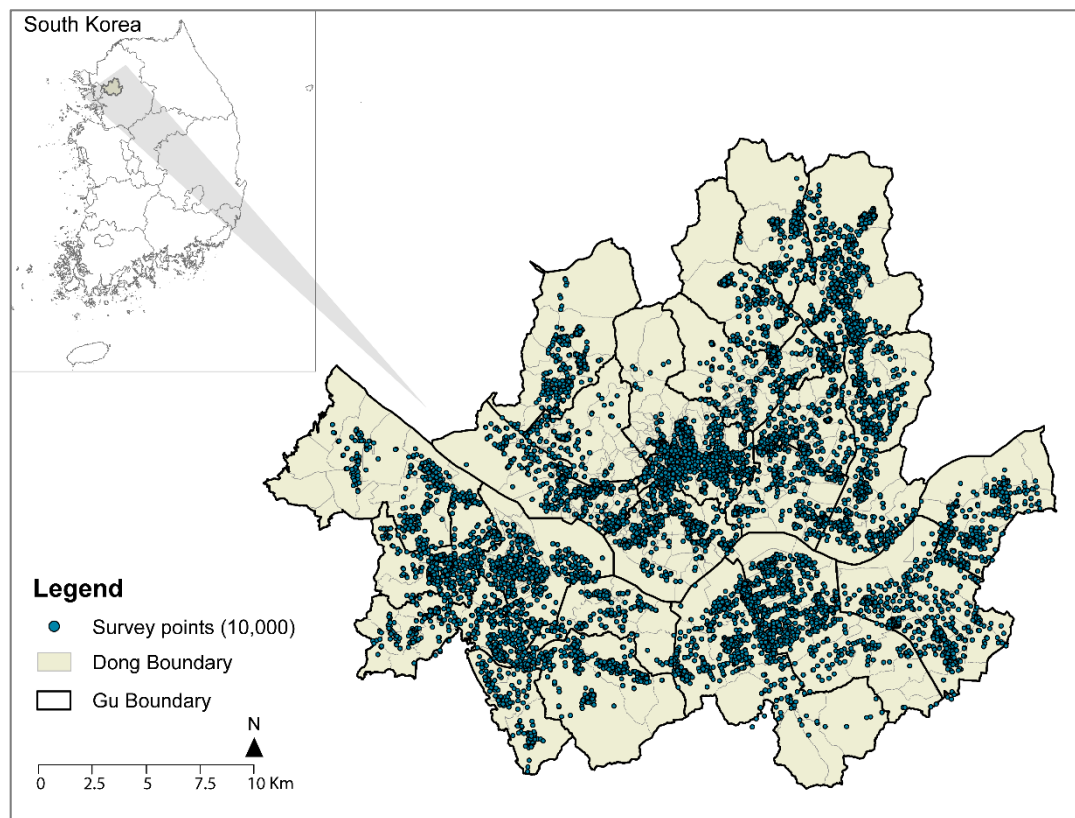 South Korea
Legend
Survey points (10,000)
Dong Boundary
Gu Boundary
N
0 2.5 5 7.5 10 Km